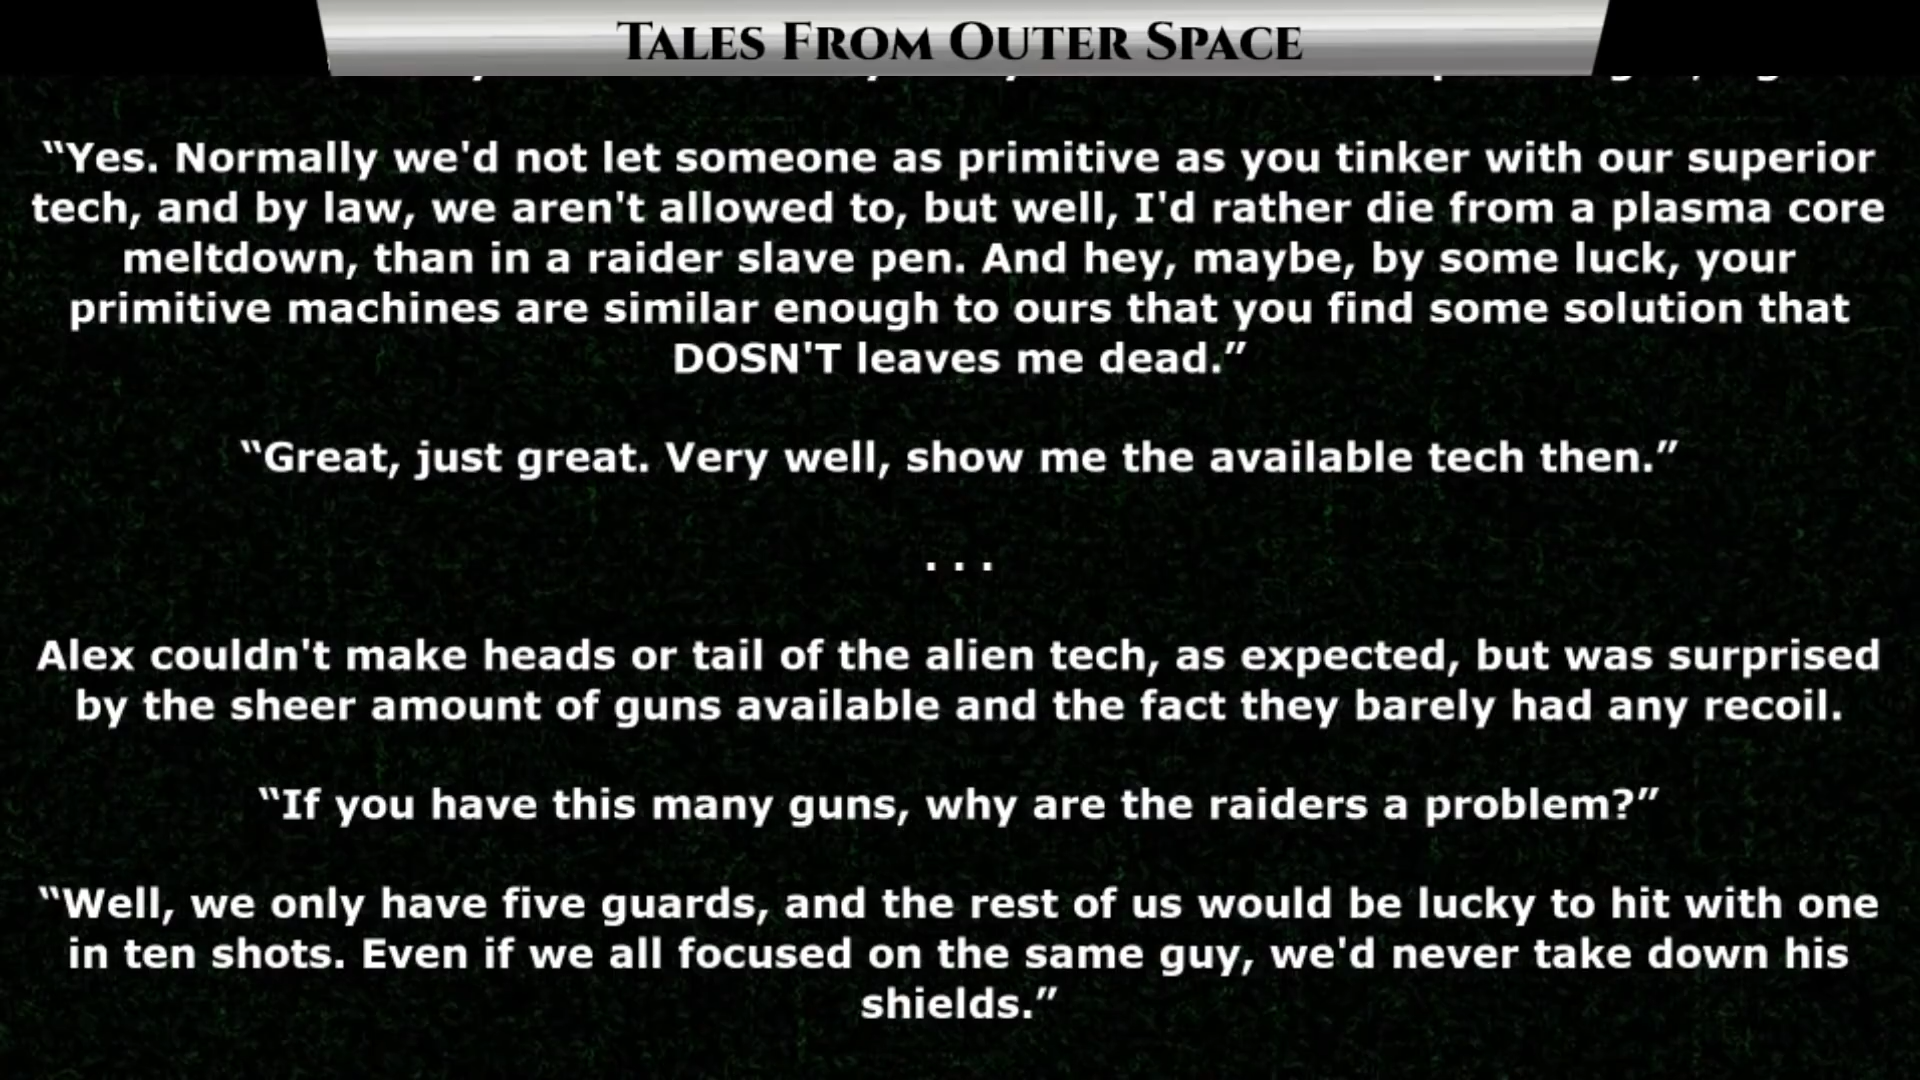 Tales From Outer Space
“Yes. Normally we'd not let someone as primitive as you tinker with our superior
tech, and by law, we aren't allowed to, but well, I'd rather die from a plasma core
meltdown, than in a raider slave pen. And hey, maybe, by some luck, your
primitive machines are similar enough to ours that you find some solution that
DOSN'T leaves me dead.”
“Great, just great. Very well, show me the available tech then.”
. . .
Alex couldn't make heads or tail of the alien tech, as expected, but was surprised
by the sheer amount of guns available and the fact they barely had any recoil.
“If you have this many guns, why are the raiders a problem?”
“Well, we only have five guards, and the rest of us would be lucky to hit with one
in ten shots. Even if we all focused on the same guy, we'd never take down his
shields.”